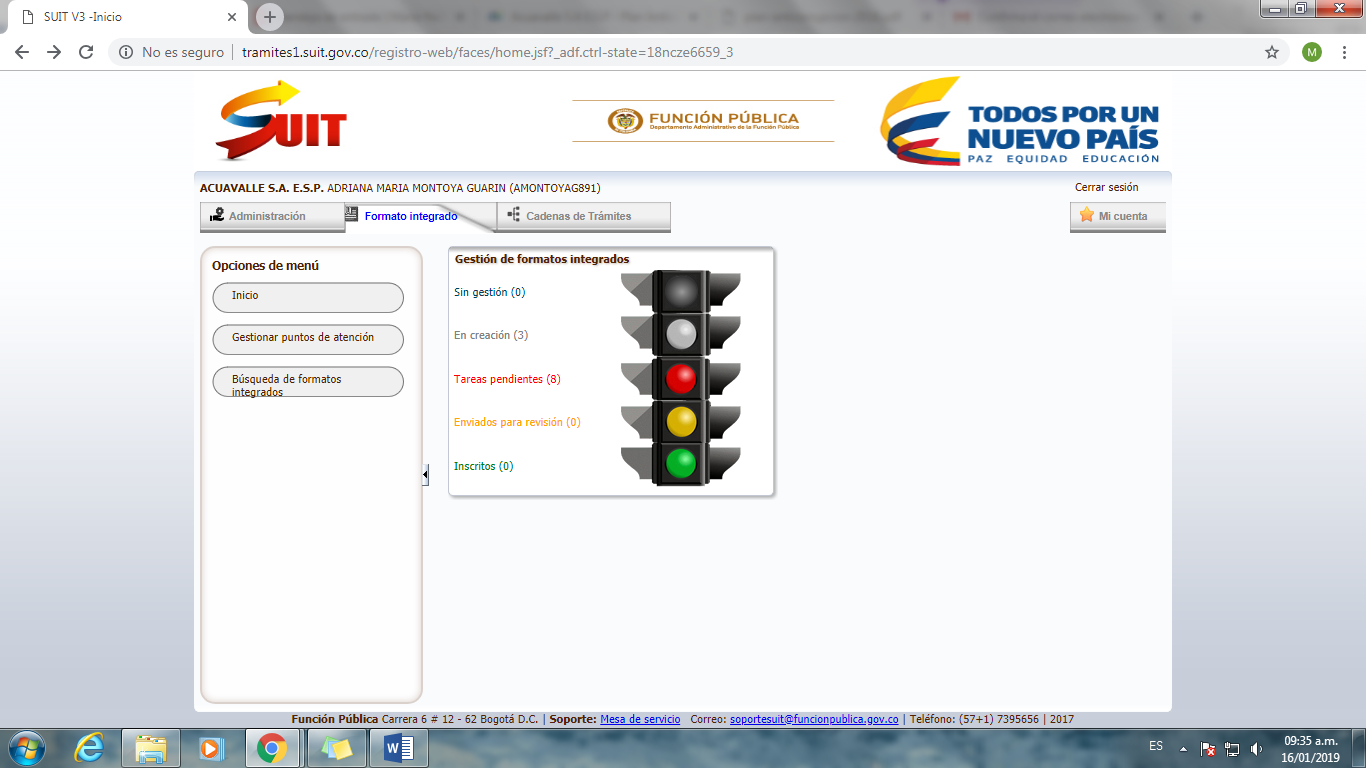 SUIT V3 -Inicio
No es seguro
tramites1.suit.gov.co/registro-web/faces/home.jsf?_adf.ctrl-state=18ncze6659_3
M
SUIT
FUNCIÓN PÚBLICA
Departamento Administrativo de la Función Pública
TODOS POR UN
NUEVO PAÍS
PAZ EQUIDAD EDUCACIÓN
ACUAVALLE S.A. E.S.P. ADRIANA MARIA MONTOYA GUARIN (AMONTOYAG891)
Cerrar sesión
Administración
Formato integrado
Cadenas de Trámites
Mi cuenta
Opciones de menú
Inicio
Gestionar puntos de atención
Búsqueda de formatos
integrados
Gestión de formatos integrados
Sin gestión (0)
En creación (3)
Tareas pendientes (8)
Enviados para revisión (0)
Inscritos (0)
Función Pública Carrera 6 # 12 - 62 Bogotá D.C. | Soporte: Mesa de servicio Correo: soportesuit@funcionpublica.gov.co | Teléfono: (57+1) 7395656 | 2017
ES
09:35 a.m.
16/01/2019